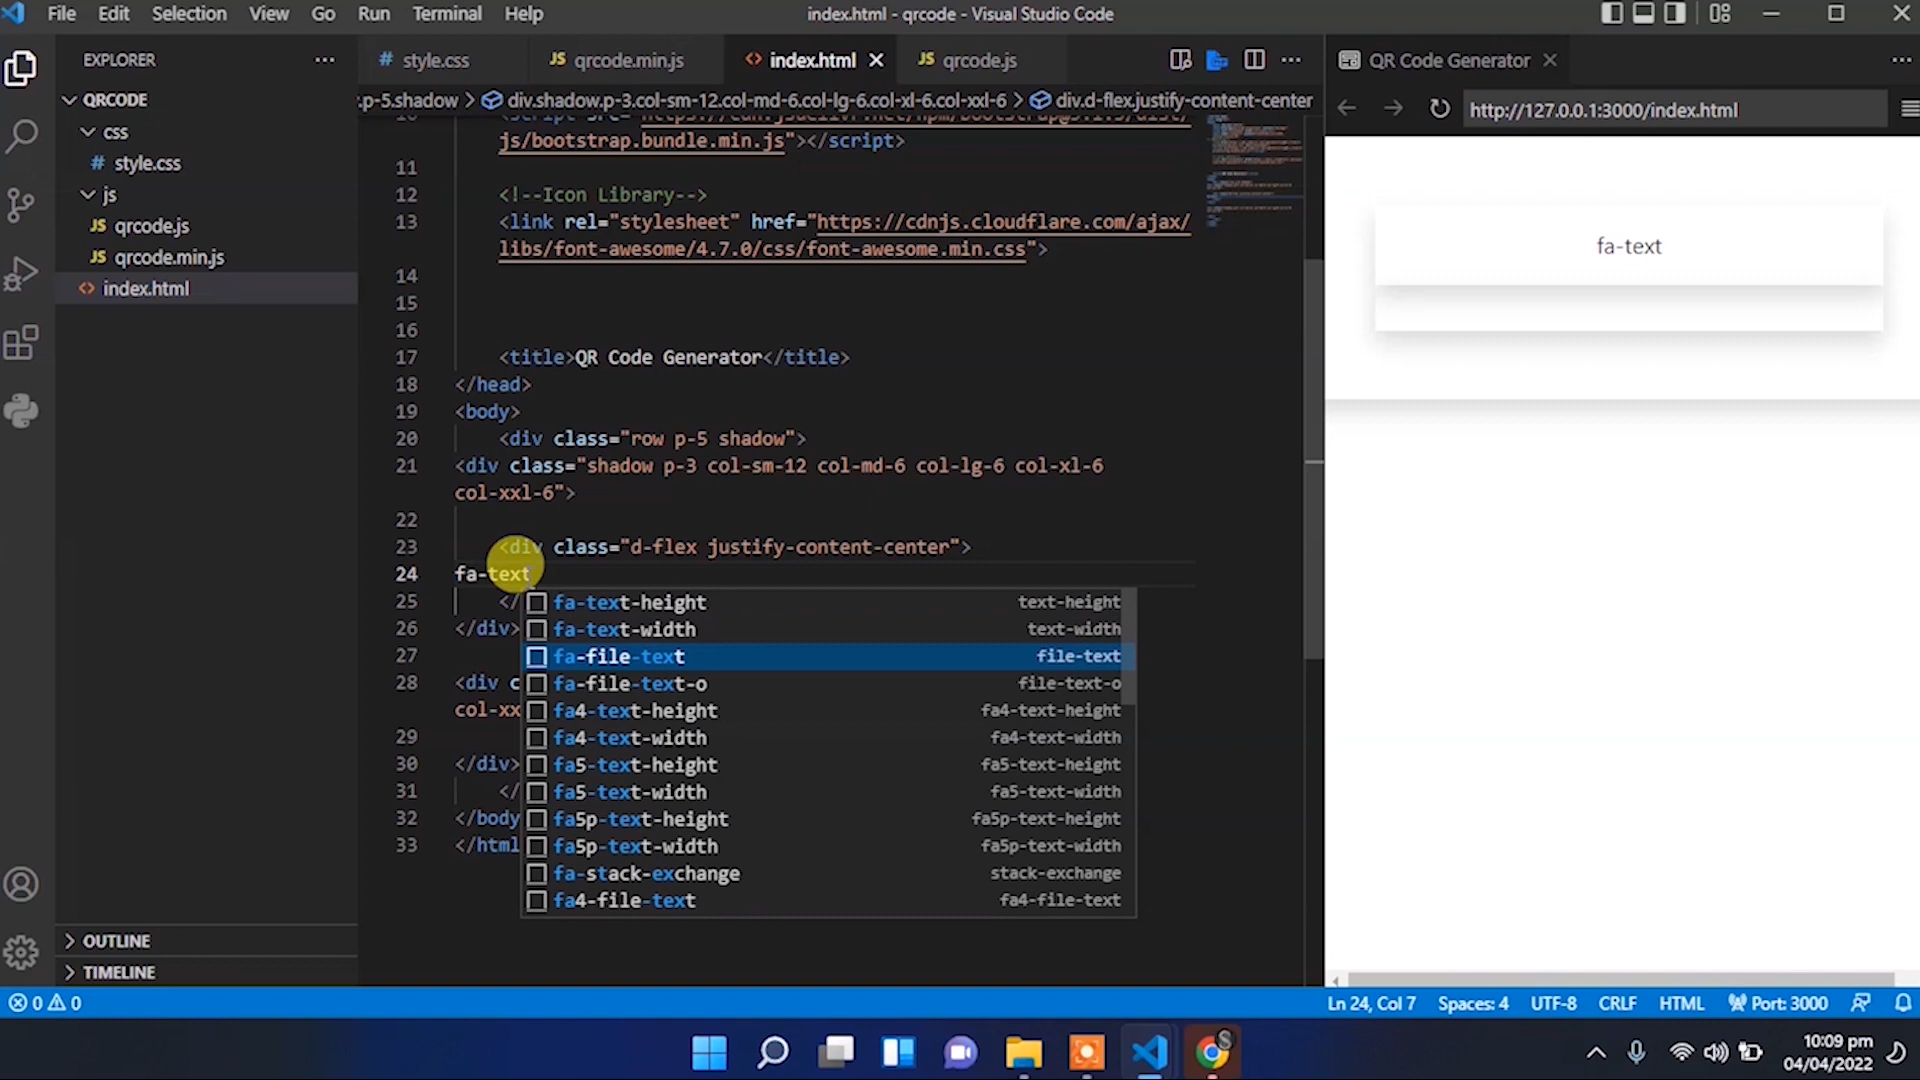 File Edit Selection View Go Run Terminal Help
index.html - qrcode - Visual Studio Code
EXPLORER
QRCODE
css
# style.css
js
JS qrcode.js
JS qrcode.min.js
<> index.html
OUTLINE
TIMELINE
# style.css
JS qrcode.min.js
<> index.html
JS qrcode.js
.p-5.shadow > div.shadow.p-3.col-sm-12.col-md-6.col-lg-6.col-xl-6.col-xxl-6 > div.d-flex.justify-content-center
js/bootstrap.bundle.min.js"></script>
11
12 <!--Icon Library-->
13 <link rel="stylesheet" href="https://cdnjs.cloudflare.com/ajax/
libs/font-awesome/4.7.0/css/font-awesome.min.css">
14
15
16
17 <title>QR Code Generator</title>
18 </head>
19 <body>
20 <div class="row p-5 shadow">
21 <div class="shadow p-3 col-sm-12 col-md-6 col-lg-6 col-xl-6
col-xxl-6">
22
23 <div class="d-flex justify-content-center">
24 fa-text
25 </
26 </div>
27
28 <div c
col-xx
29
30 </div>
31 </
32 </body
33 </html
fa-text-height text-height
fa-text-width text-width
fa-file-text file-text
fa-file-text-o file-text-o
fa4-text-height fa4-text-height
fa4-text-width fa4-text-width
fa5-text-height fa5-text-height
fa5-text-width fa5-text-width
fa5p-text-height fa5p-text-height
fa5p-text-width fa5p-text-width
fa-stack-exchange stack-exchange
fa4-file-text fa4-file-text
QR Code Generator
http://127.0.0.1:3000/index.html
fa-text
0 0
Ln 24, Col 7 Spaces: 4 UTF-8 CRLF HTML Port: 3000
10:09 pm
04/04/2022